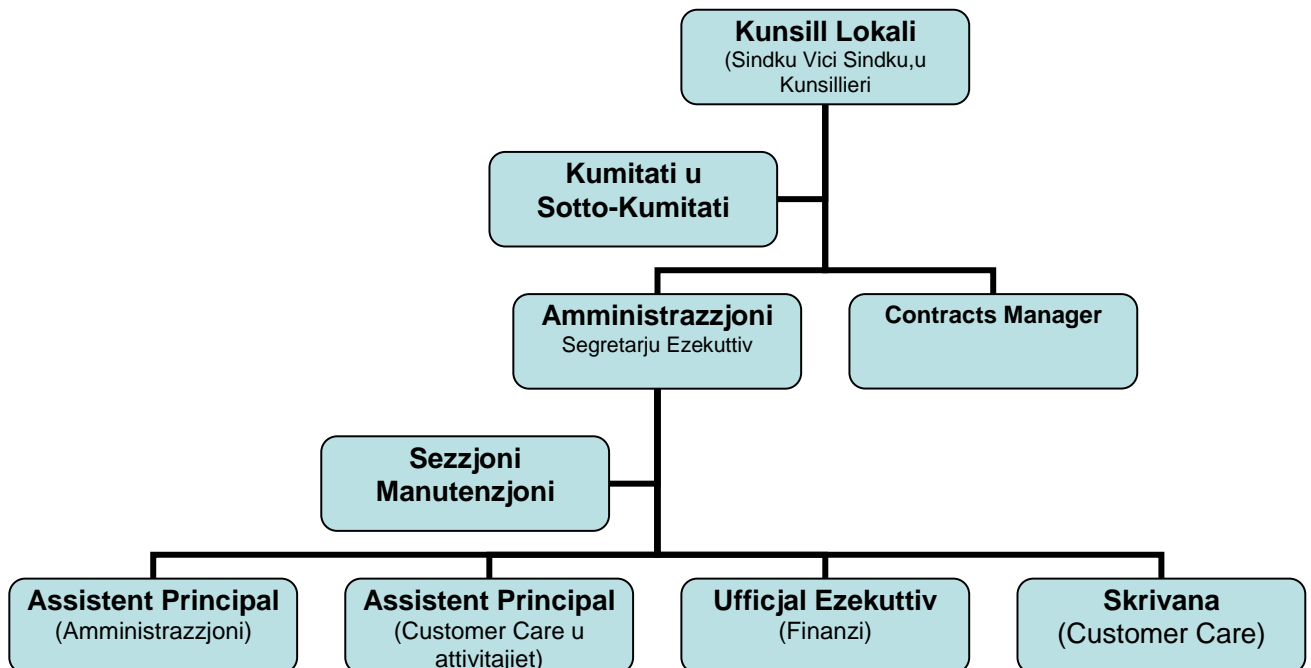 Kunsill Lokali
(Sindku Vici Sindku,u
Kunsillieri
Kumitati u
Sotto-Kumitati
Amministrazzjoni
Segretarju Ezekuttiv
Contracts Manager
Sezzjoni
Manutenzjoni
Assistent Principal
(Amministrazzjoni)
Assistent Principal
(Customer Care u
attivitajiet)
Ufficjal Ezekuttiv
(Finanzi)
Skrivana
(Customer Care)